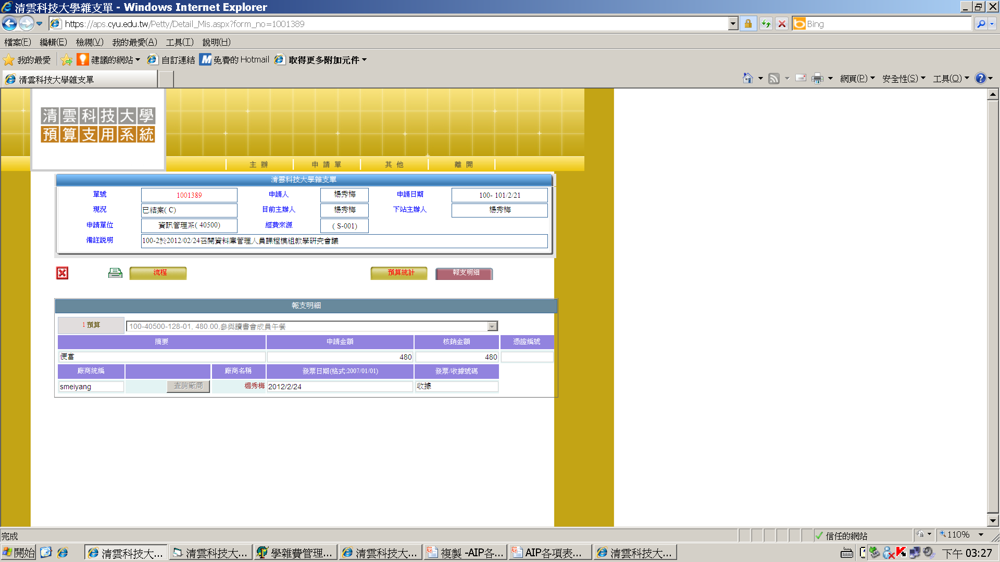 清雲科技大學雜支單 - Windows Internet Explorer
https://aps.cyu.edu.tw/Petty/Detail_Mis.aspx?form_no=1001389
Bing
檔案(F) 編輯(E) 檢視(V) 我的最愛(A) 工具(T) 說明(H)
我的最愛 建議的網站 自訂連結 免費的 Hotmail 取得更多附加元件
清雲科技大學雜支單
網頁(P) 安全性(S) 工具(O)
清雲科技大學
預算支用系統
主 辦 申 請 單 其 他 離 開
清雲科技大學雜支單
單號 1001389 申請人 楊秀梅 申請日期 100- 101/2/21
現況 已結案( C) 目前主辦人 楊秀梅 下站主辦人 楊秀梅
申請單位 資訊管理系( 40500) 經費來源 ( S-001)
備註說明 100-2於2012/02/24召開資料庫管理人員課程模組教學研究會議
流程 預算統計 報支明細
報支明細
1 預算 100-40500-128-01, 480.00,參與讀書會成員午餐
摘要 申請金額 核銷金額 憑證編號
便當 480 480
廠商統編 廠商名稱 發票日期(格式:2007/01/01) 發票/收據號碼
smeiyang 查詢廠商 楊秀梅 2012/2/24 收據
完成 信任的網站 110%
開始 清雲科技大... 清雲科技大... 學雜費管理... 清雲科技大... 複製 -AIP各... AIP各項表... 清雲科技大... 下午 03:27